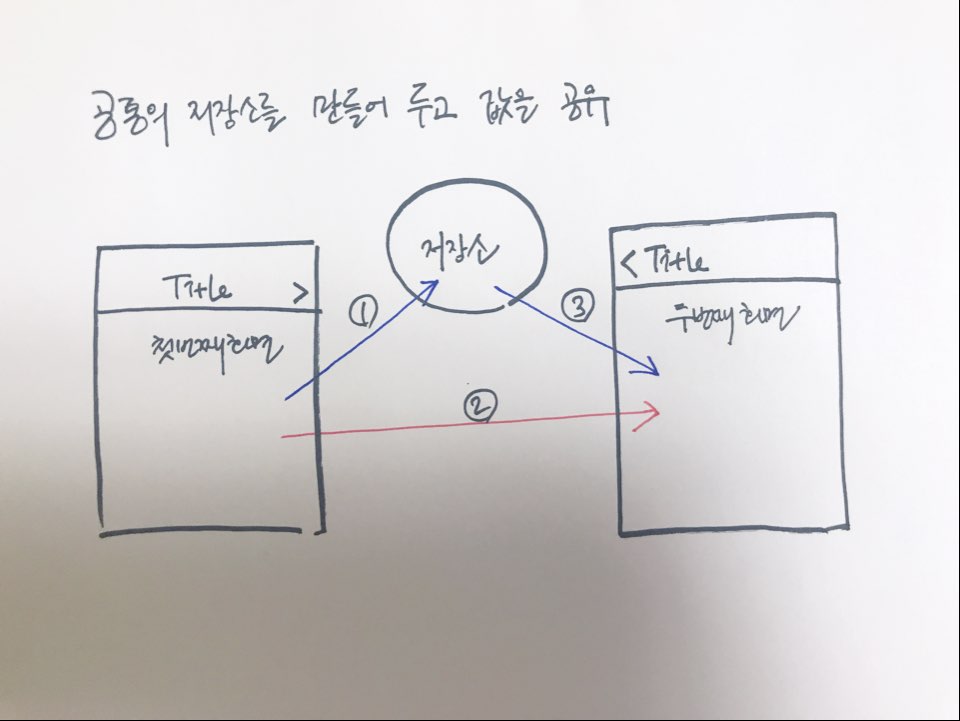 공통의 저장소를 만들어 두고 값을 공유
저장소
Title >
첫번째화면
< Title
두번째화면
①
②
③